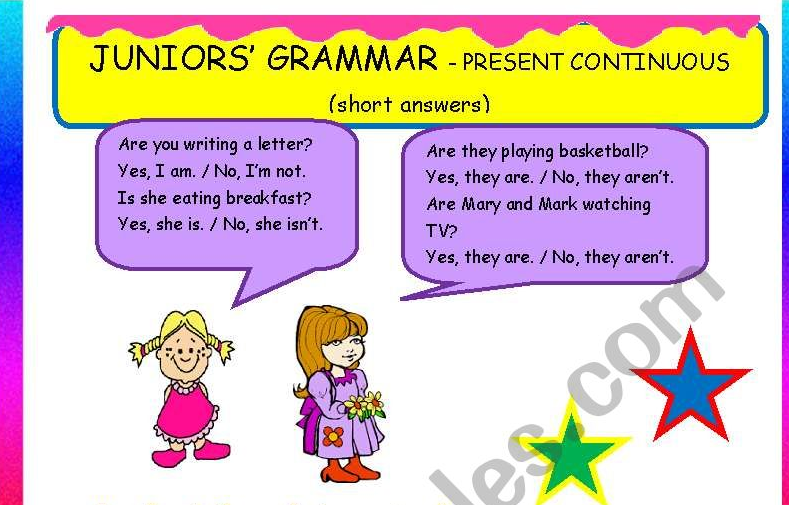 JUNIORS' GRAMMAR - PRESENT CONTINUOUS
(short answers)
Are you writing a letter?
Yes, I am. / No, I'm not.
Is she eating breakfast?
Yes, she is. / No, she isn't.
Are they playing basketball?
Yes, they are. / No, they aren't.
Are Mary and Mark watching
TV?
Yes, they are. / No, they aren't.
les.com